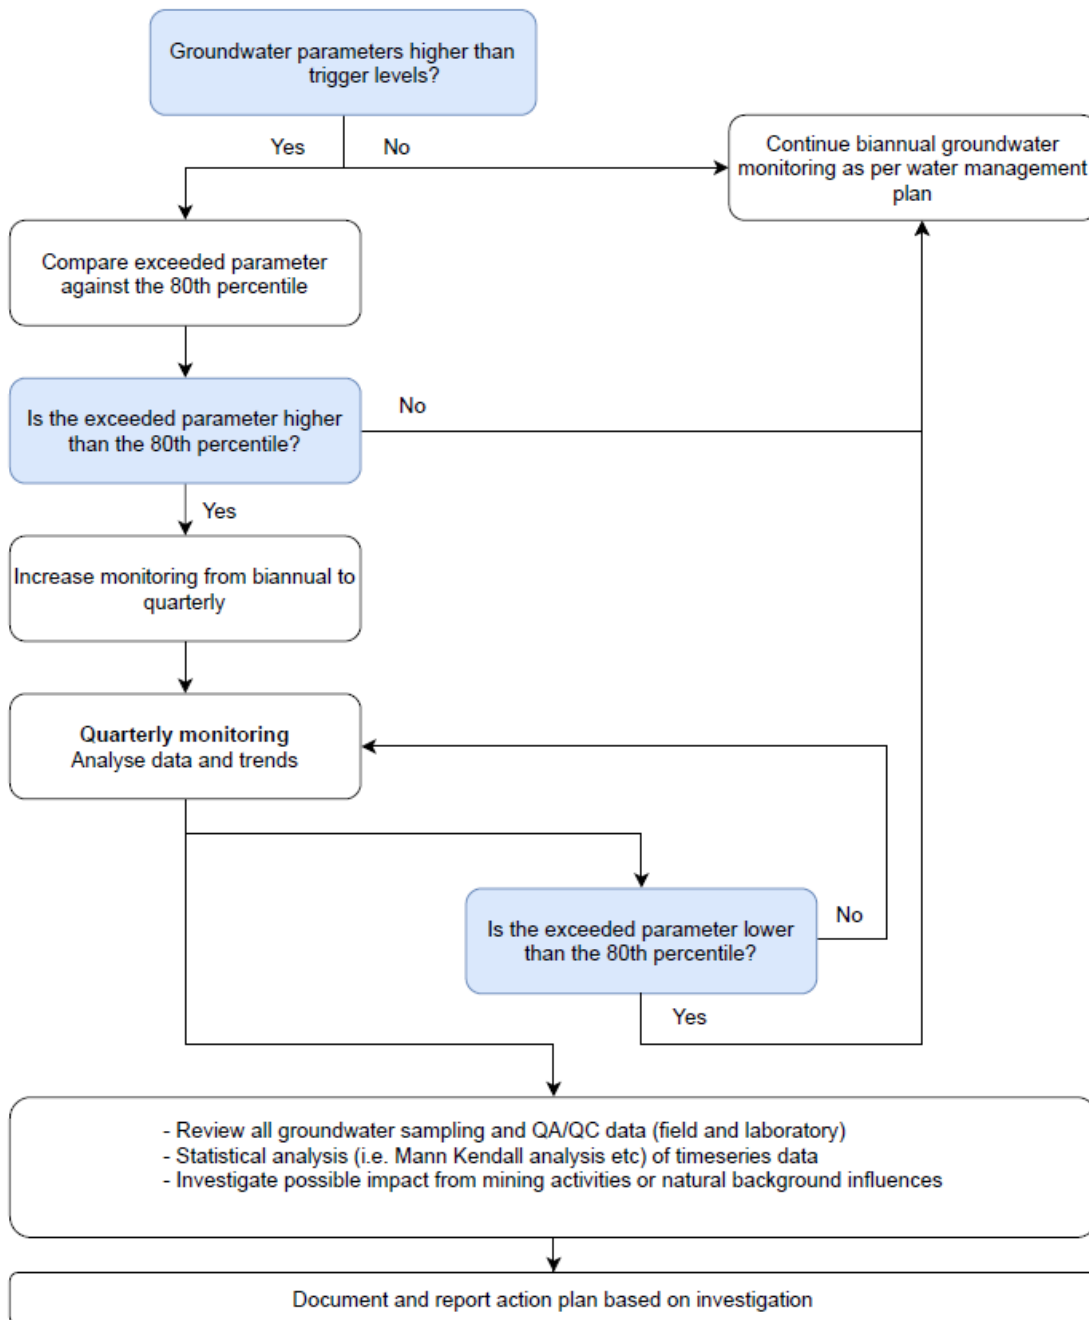 Groundwater parameters higher than
trigger levels?
Yes
No
Continue biannual groundwater
monitoring as per water management
plan
Compare exceeded parameter
against the 80th percentile
Is the exceeded parameter higher
than the 80th percentile?
No
Yes
Increase monitoring from biannual to
quarterly
Quarterly monitoring
Analyse data and trends
Is the exceeded parameter lower
than the 80th percentile?
No
Yes
- Review all groundwater sampling and QA/QC data (field and laboratory)
- Statistical analysis (i.e. Mann Kendall analysis etc) of timeseries data
- Investigate possible impact from mining activities or natural background influences
Document and report action plan based on investigation